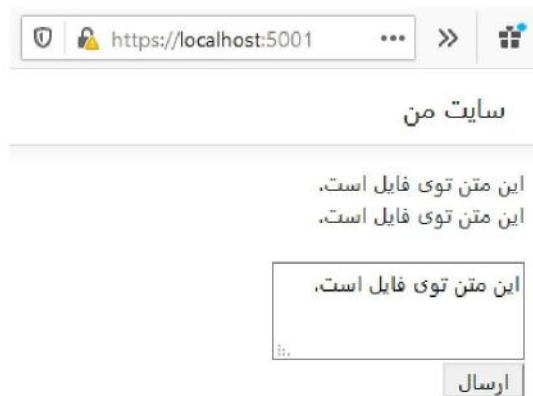 https://localhost:5001
سایت من
این متن توی فایل است.
این متن توی فایل است.
این متن توی فایل است.
ارسال